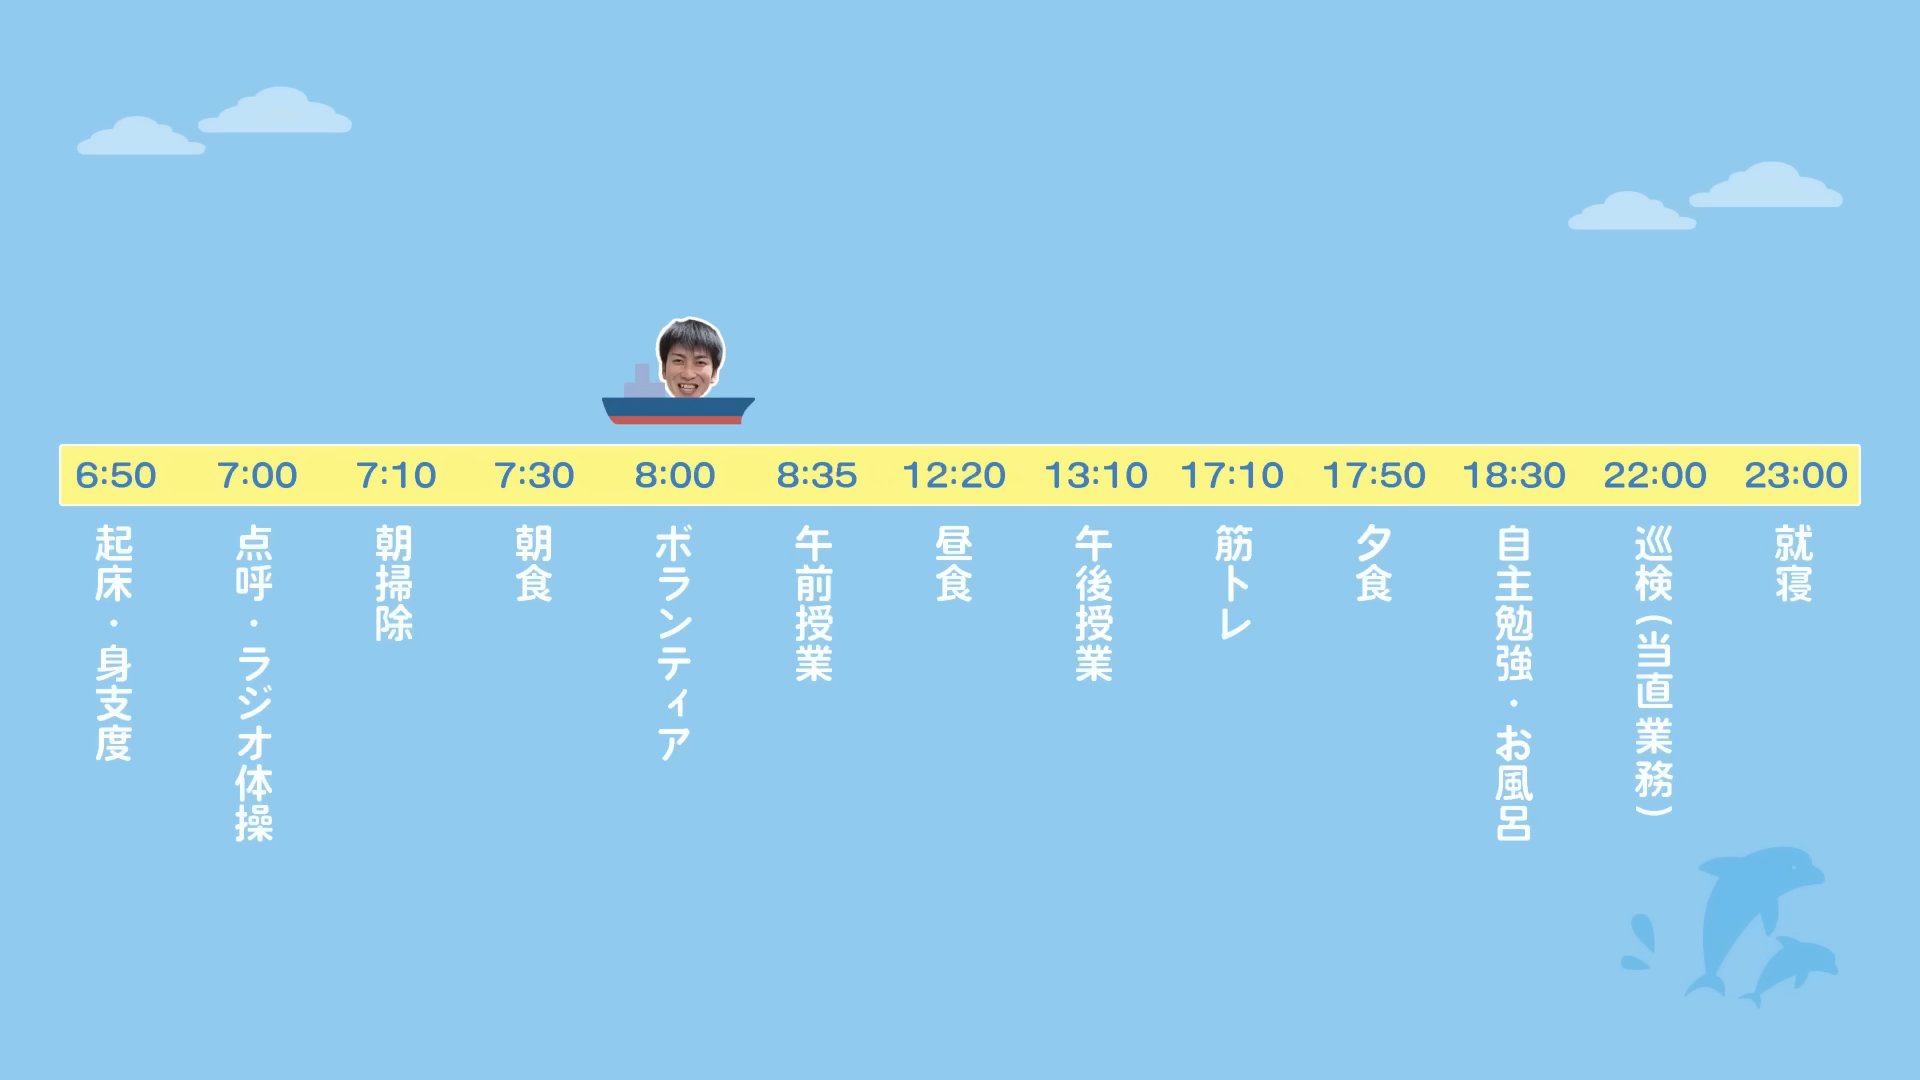 6:50 7:00 7:10 7:30 8:00 8:35 12:20 13:10 17:10 17:50 18:30 22:00 23:00
起床・身支度
点呼・ラジオ体操
朝掃除
朝食
ボランティア
午前授業
昼食
午後授業
筋トレ
夕食
自主勉強・お風呂
巡検(当直業務)
就寝